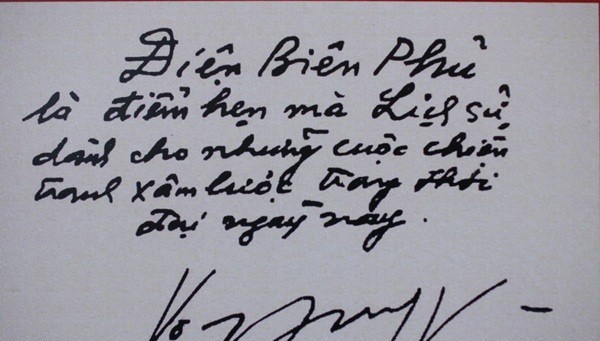 Điện Biên Phủ
là điểm hẹn mà Lịch sử
dành cho những cuộc chiến
tranh xâm lược trong thời
đại ngày nay.
Võ